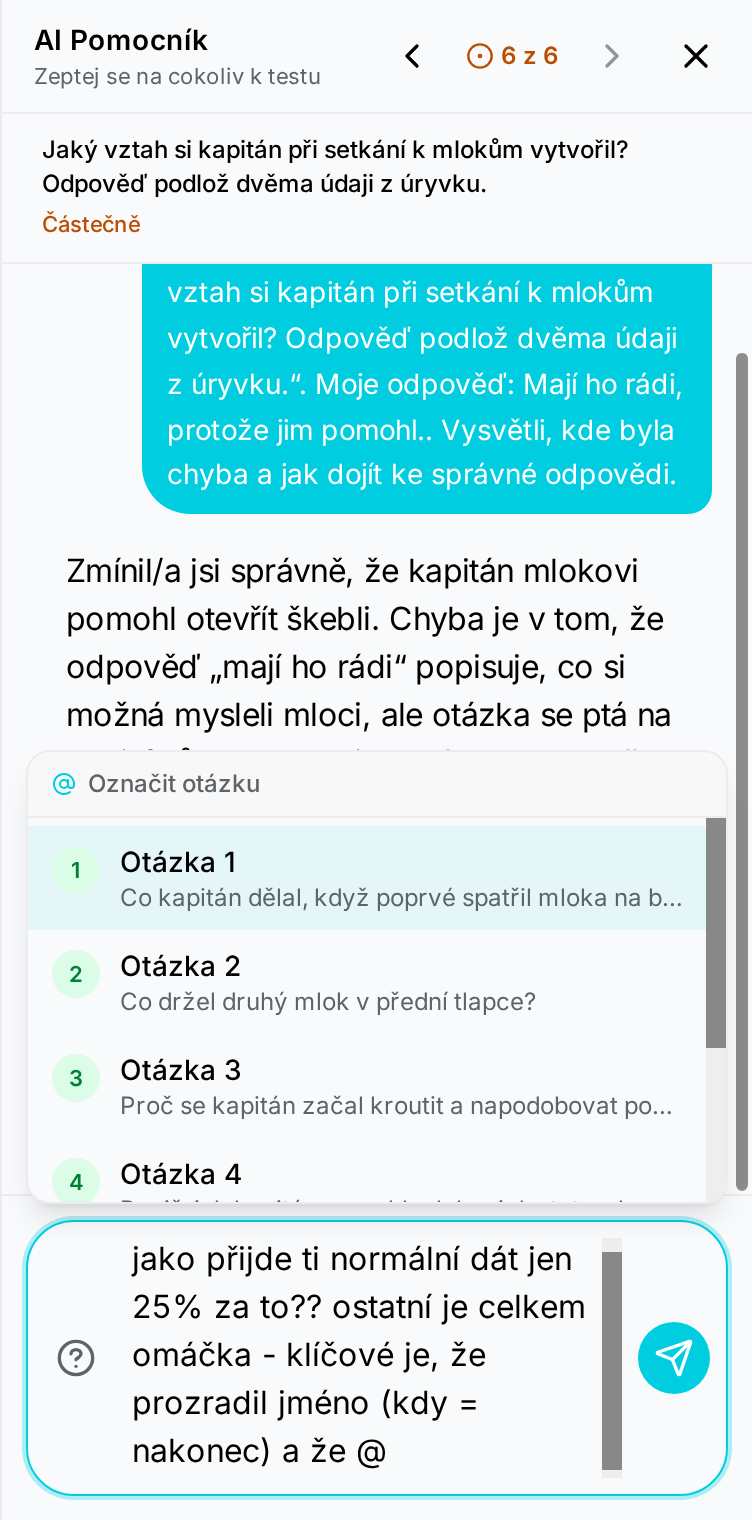 AI Pomocník
Zeptej se na cokoliv k testu
6 z 6
Jaký vztah si kapitán při setkání k mlokům vytvořil?
Odpověď podlož dvěma údaji z úryvku.
Částečně
vztah si kapitán při setkání k mlokům
vytvořil? Odpověď podlož dvěma údaji
z úryvku.“. Moje odpověď: Mají ho rádi,
protože jim pomohl.. Vysvětli, kde byla
chyba a jak dojít ke správné odpovědi.
Zmínil/a jsi správně, že kapitán mlokovi
pomohl otevřít škebli. Chyba je v tom, že
odpověď „mají ho rádi“ popisuje, co si
možná mysleli mloci, ale otázka se ptá na
@ Označit otázku
1 Otázka 1
Co kapitán dělal, když poprvé spatřil mloka na b...
2 Otázka 2
Co držel druhý mlok v přední tlapce?
3 Otázka 3
Proč se kapitán začal kroutit a napodobovat po...
4 Otázka 4
jako přijde ti normální dát jen
25% za to?? ostatní je celkem
omáčka - klíčové je, že
prozradil jméno (kdy =
nakonec) a že @